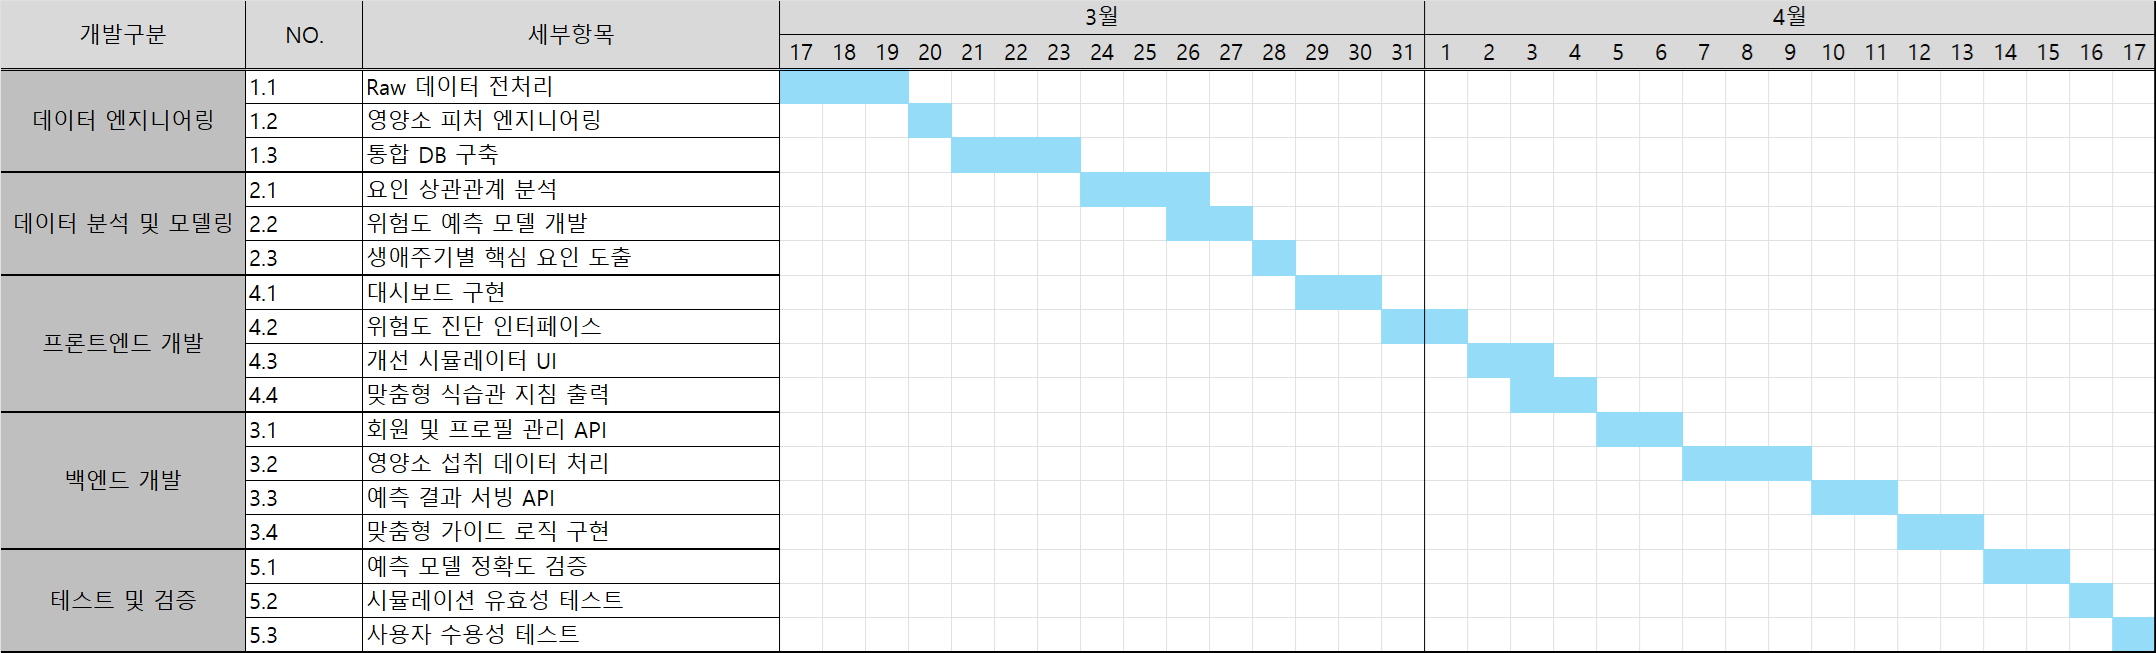 개발구분 NO. 세부항목 3월 4월
17 18 19 20 21 22 23 24 25 26 27 28 29 30 31 1 2 3 4 5 6 7 8 9 10 11 12 13 14 15 16 17
데이터 엔지니어링
1.1 Raw 데이터 전처리
1.2 영양소 피처 엔지니어링
1.3 통합 DB 구축
데이터 분석 및 모델링
2.1 요인 상관관계 분석
2.2 위험도 예측 모델 개발
2.3 생애주기별 핵심 요인 도출
프론트엔드 개발
4.1 대시보드 구현
4.2 위험도 진단 인터페이스
4.3 개선 시뮬레이터 UI
4.4 맞춤형 식습관 지침 출력
백엔드 개발
3.1 회원 및 프로필 관리 API
3.2 영양소 섭취 데이터 처리
3.3 예측 결과 서빙 API
3.4 맞춤형 가이드 로직 구현
테스트 및 검증
5.1 예측 모델 정확도 검증
5.2 시뮬레이션 유효성 테스트
5.3 사용자 수용성 테스트